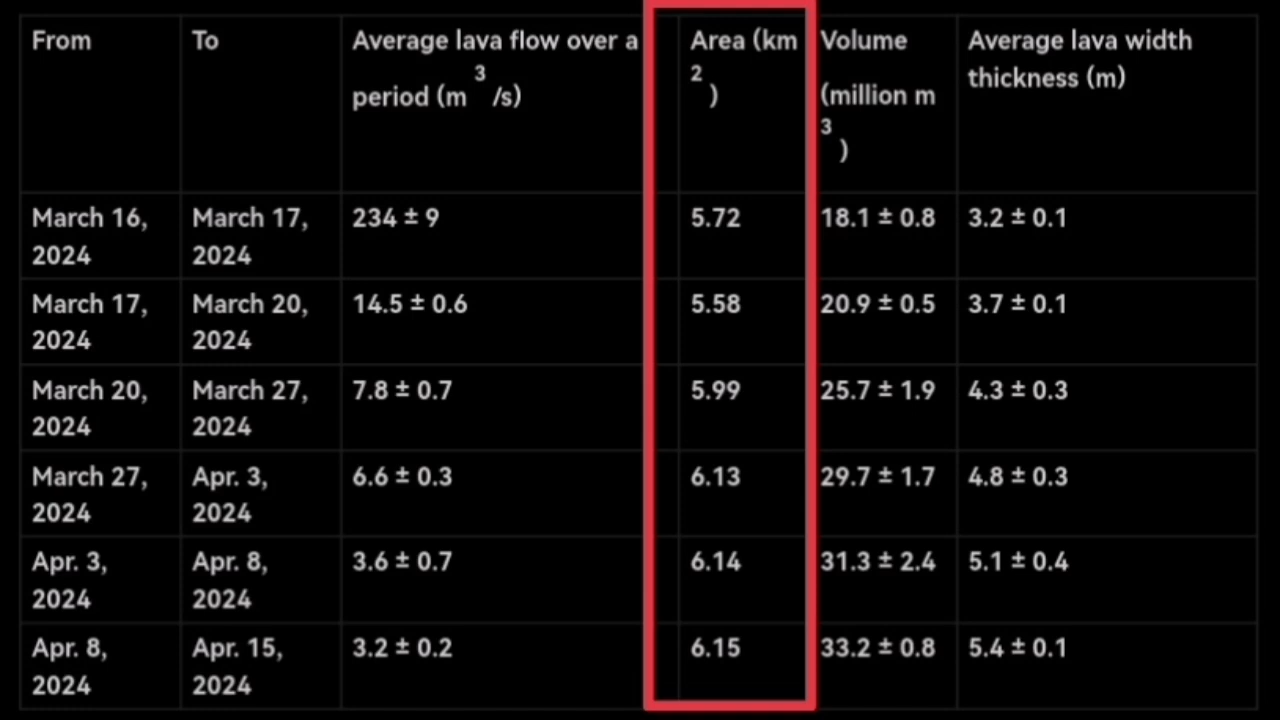 From To Average lava flow over a period (m 3 /s) Area (km 2 ) Volume (million m 3 ) Average lava width thickness (m)
March 16, 2024 March 17, 2024 234 ± 9 5.72 18.1 ± 0.8 3.2 ± 0.1
March 17, 2024 March 20, 2024 14.5 ± 0.6 5.58 20.9 ± 0.5 3.7 ± 0.1
March 20, 2024 March 27, 2024 7.8 ± 0.7 5.99 25.7 ± 1.9 4.3 ± 0.3
March 27, 2024 Apr. 3, 2024 6.6 ± 0.3 6.13 29.7 ± 1.7 4.8 ± 0.3
Apr. 3, 2024 Apr. 8, 2024 3.6 ± 0.7 6.14 31.3 ± 2.4 5.1 ± 0.4
Apr. 8, 2024 Apr. 15, 2024 3.2 ± 0.2 6.15 33.2 ± 0.8 5.4 ± 0.1